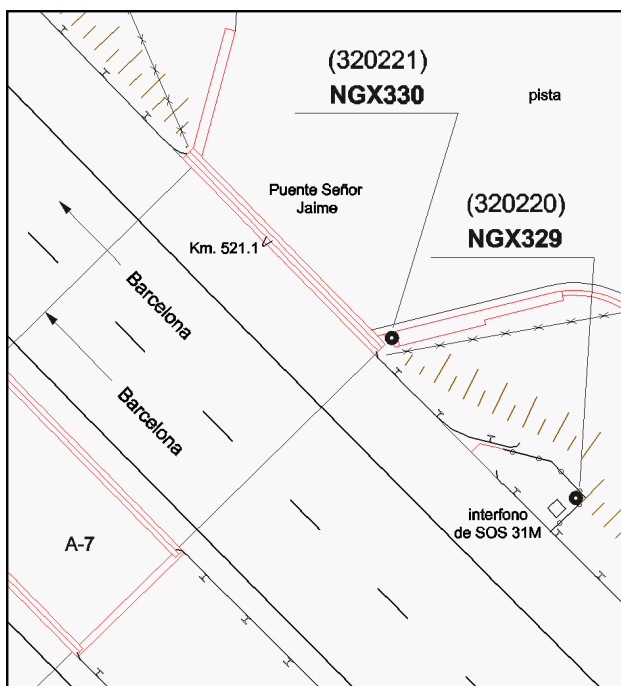 (320221)
NGX330
pista
Puente Señor
Jaime
(320220)
NGX329
Km. 521.1
Barcelona
Barcelona
interfono
de SOS 31M
A-7